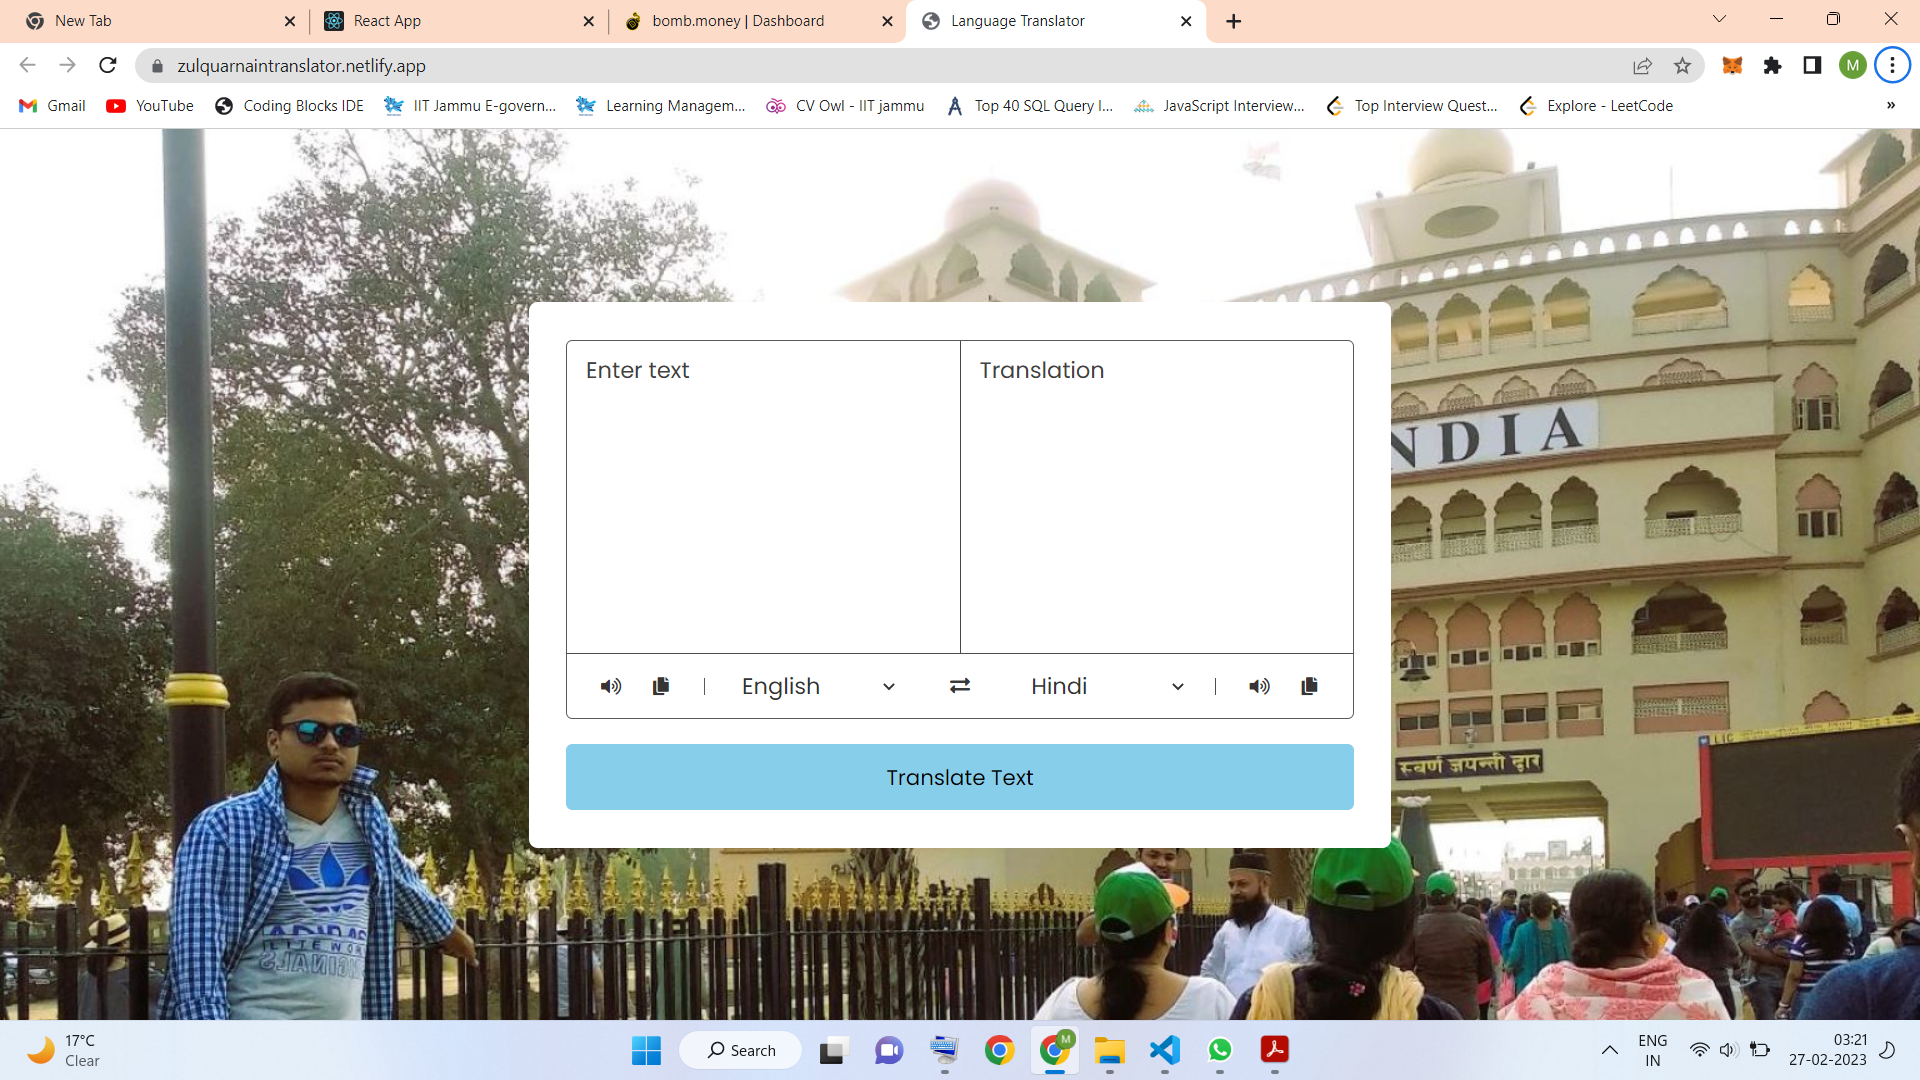 New Tab
React App
bomb.money | Dashboard
Language Translator
zulquarnaintranslator.netlify.app
M
Gmail
YouTube
Coding Blocks IDE
IIT Jammu E-govern...
Learning Managem...
CV Owl - IIT jammu
Top 40 SQL Query I...
JavaScript Interview...
Top Interview Quest...
Explore - LeetCode
»
NDIA
Enter text
Translation
English
Hindi
Translate Text
LIC
स्वर्ण जयन्ती द्वार
17°C
Clear
Search
M
ENG
IN
03:21
27-02-2023